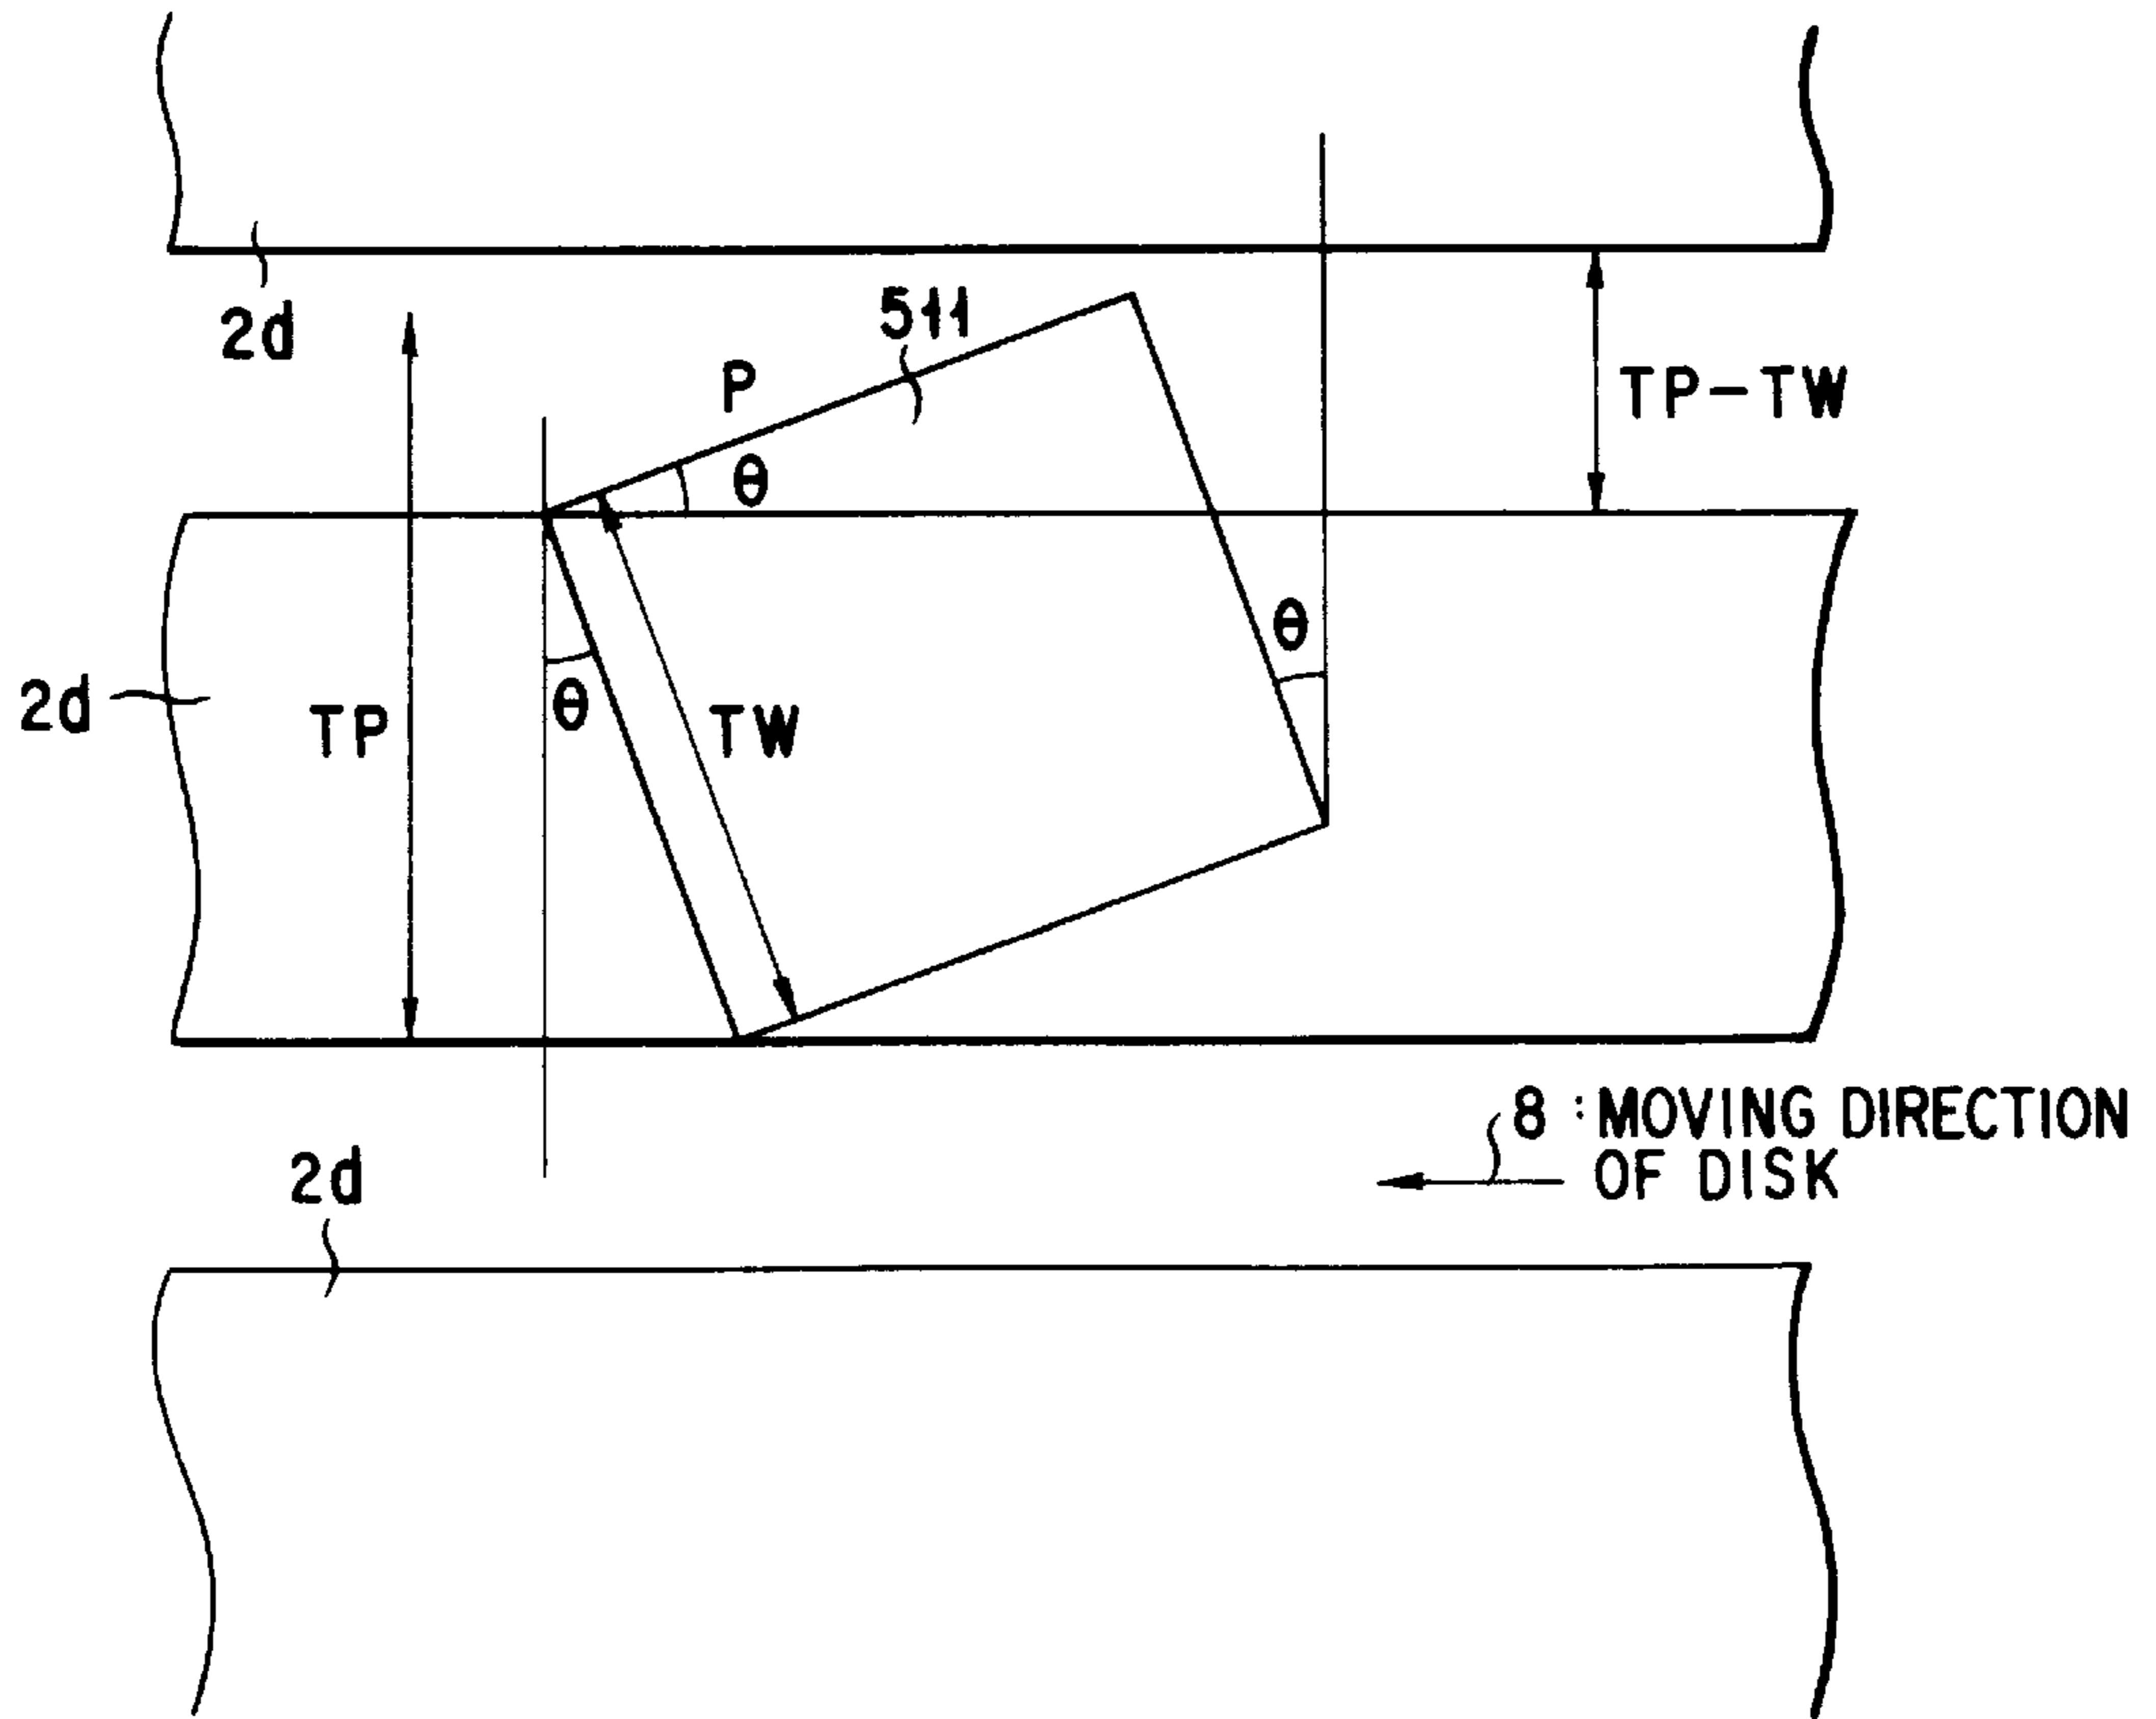 2d
511
P
TP-TW
θ
θ
2d
TP
θ
TW
8 : MOVING DIRECTION
OF DISK
2d